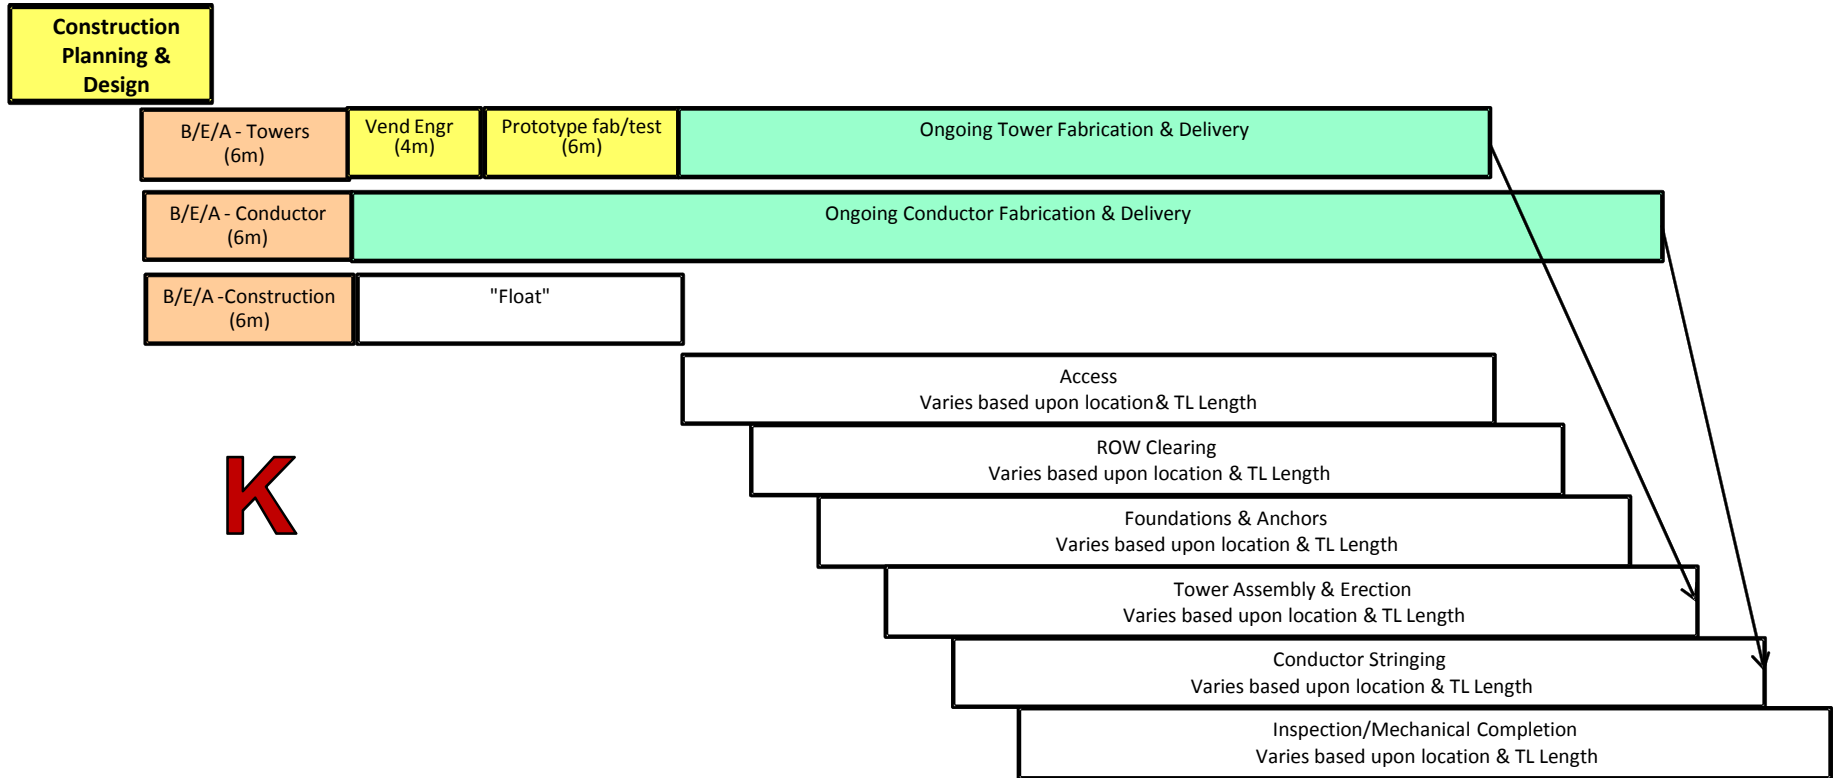 Construction
Planning &
Design
B/E/A - Towers
(6m)
Vend Engr
(4m)
Prototype fab/test
(6m)
Ongoing Tower Fabrication & Delivery
B/E/A - Conductor
(6m)
Ongoing Conductor Fabrication & Delivery
B/E/A -Construction
(6m)
"Float"
Access
Varies based upon location & TL Length
ROW Clearing
Varies based upon location & TL Length
K
Foundations & Anchors
Varies based upon location & TL Length
Tower Assembly & Erection
Varies based upon location & TL Length
Conductor Stringing
Varies based upon location & TL Length
Inspection/Mechanical Completion
Varies based upon location & TL Length